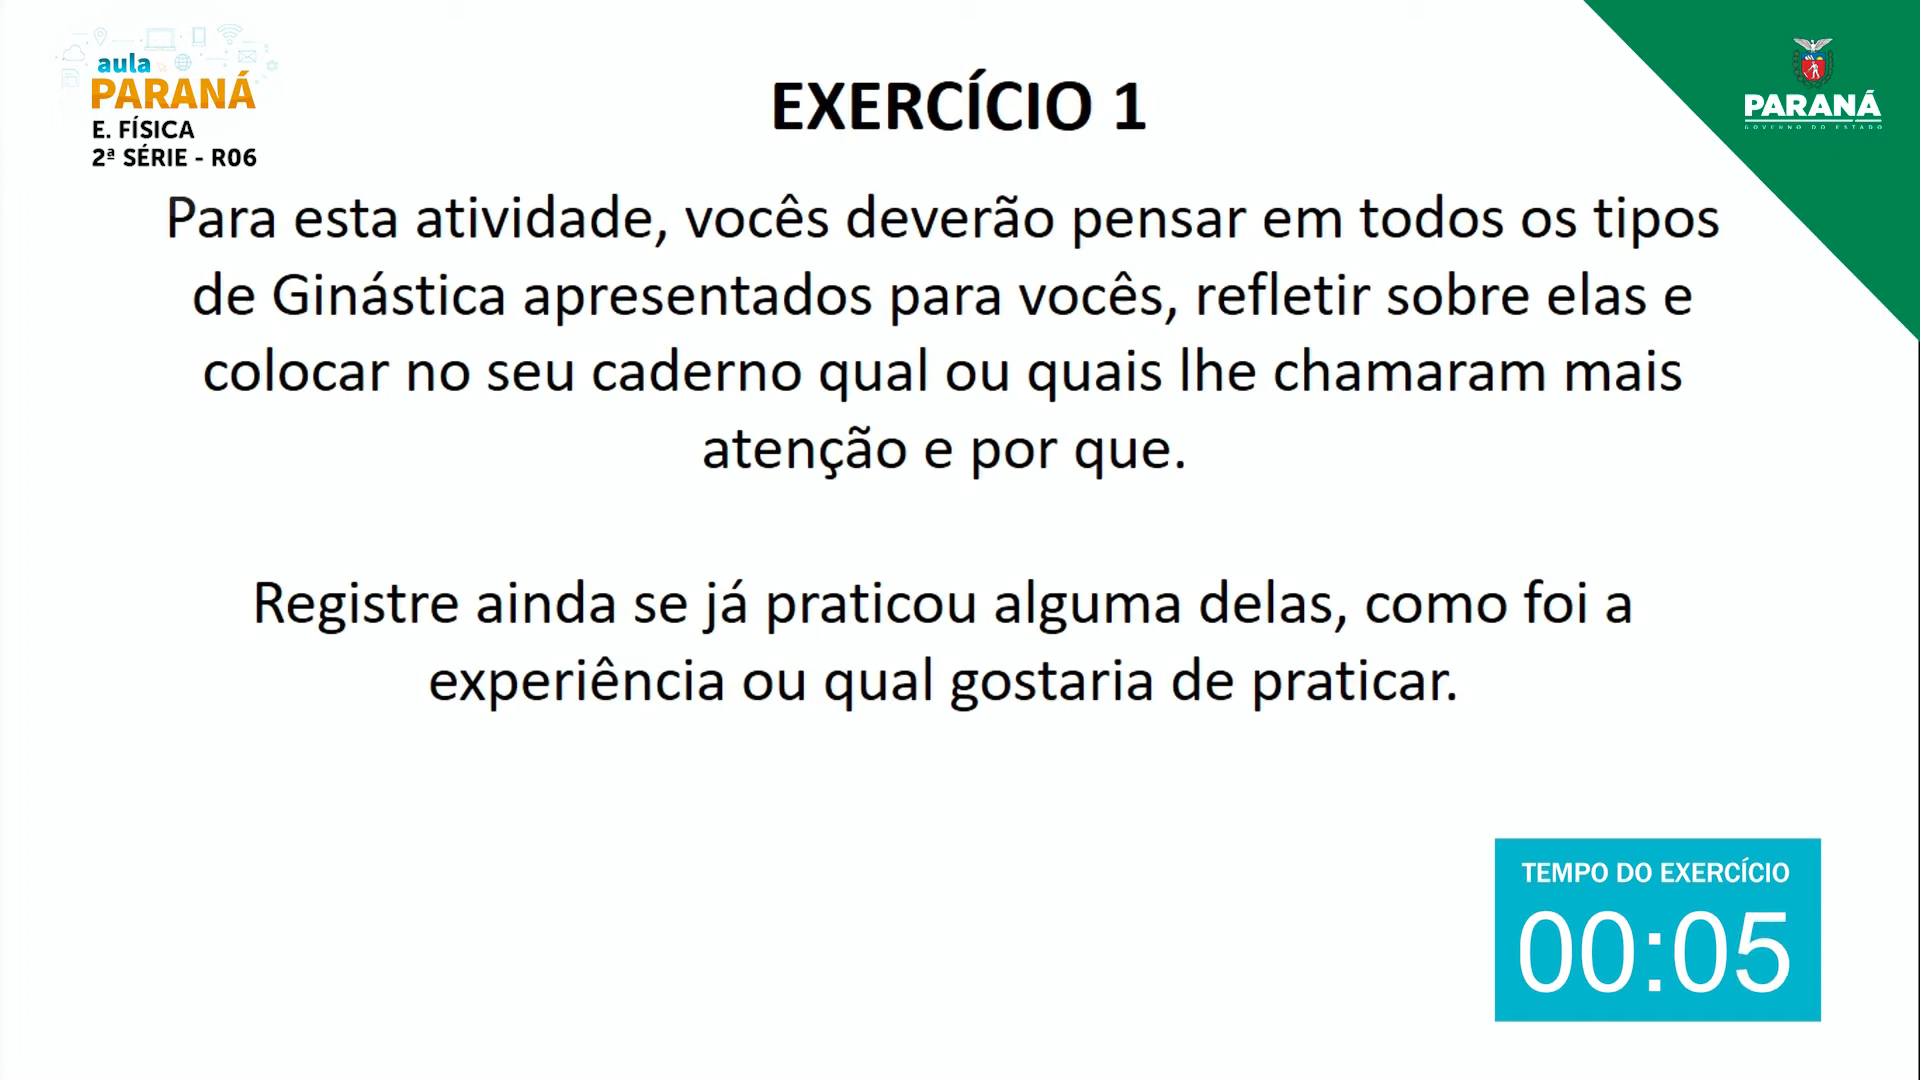 aula
PARANÁ
E. FÍSICA
2ª SÉRIE - R06
EXERCÍCIO 1
PARANÁ
GOVERNO DO ESTADO
Para esta atividade, vocês deverão pensar em todos os tipos
de Ginástica apresentados para vocês, refletir sobre elas e
colocar no seu caderno qual ou quais lhe chamaram mais
atenção e por que.
Registre ainda se já praticou alguma delas, como foi a
experiência ou qual gostaria de praticar.
TEMPO DO EXERCÍCIO
00:05